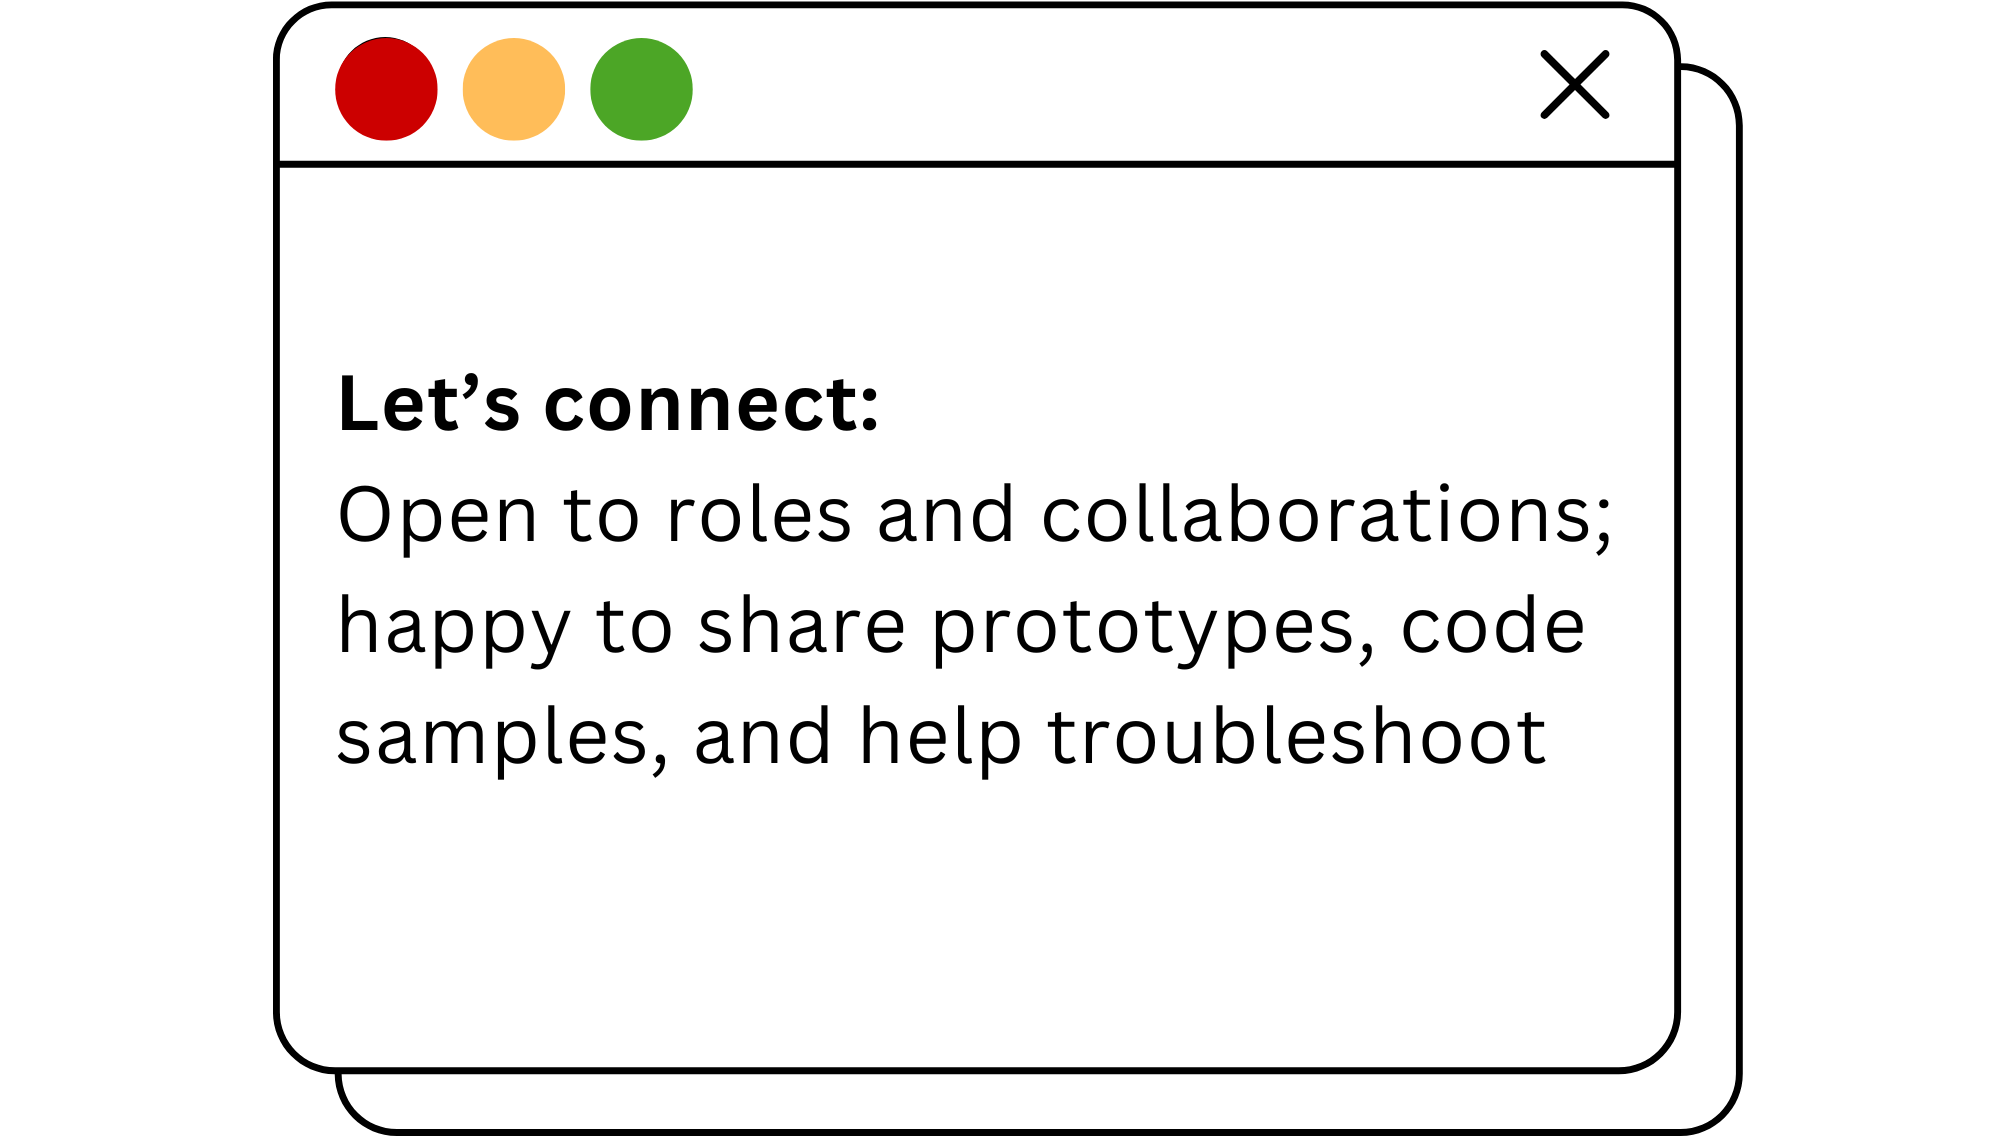 Let’s connect:
Open to roles and collaborations;
happy to share prototypes, code
samples, and help troubleshoot